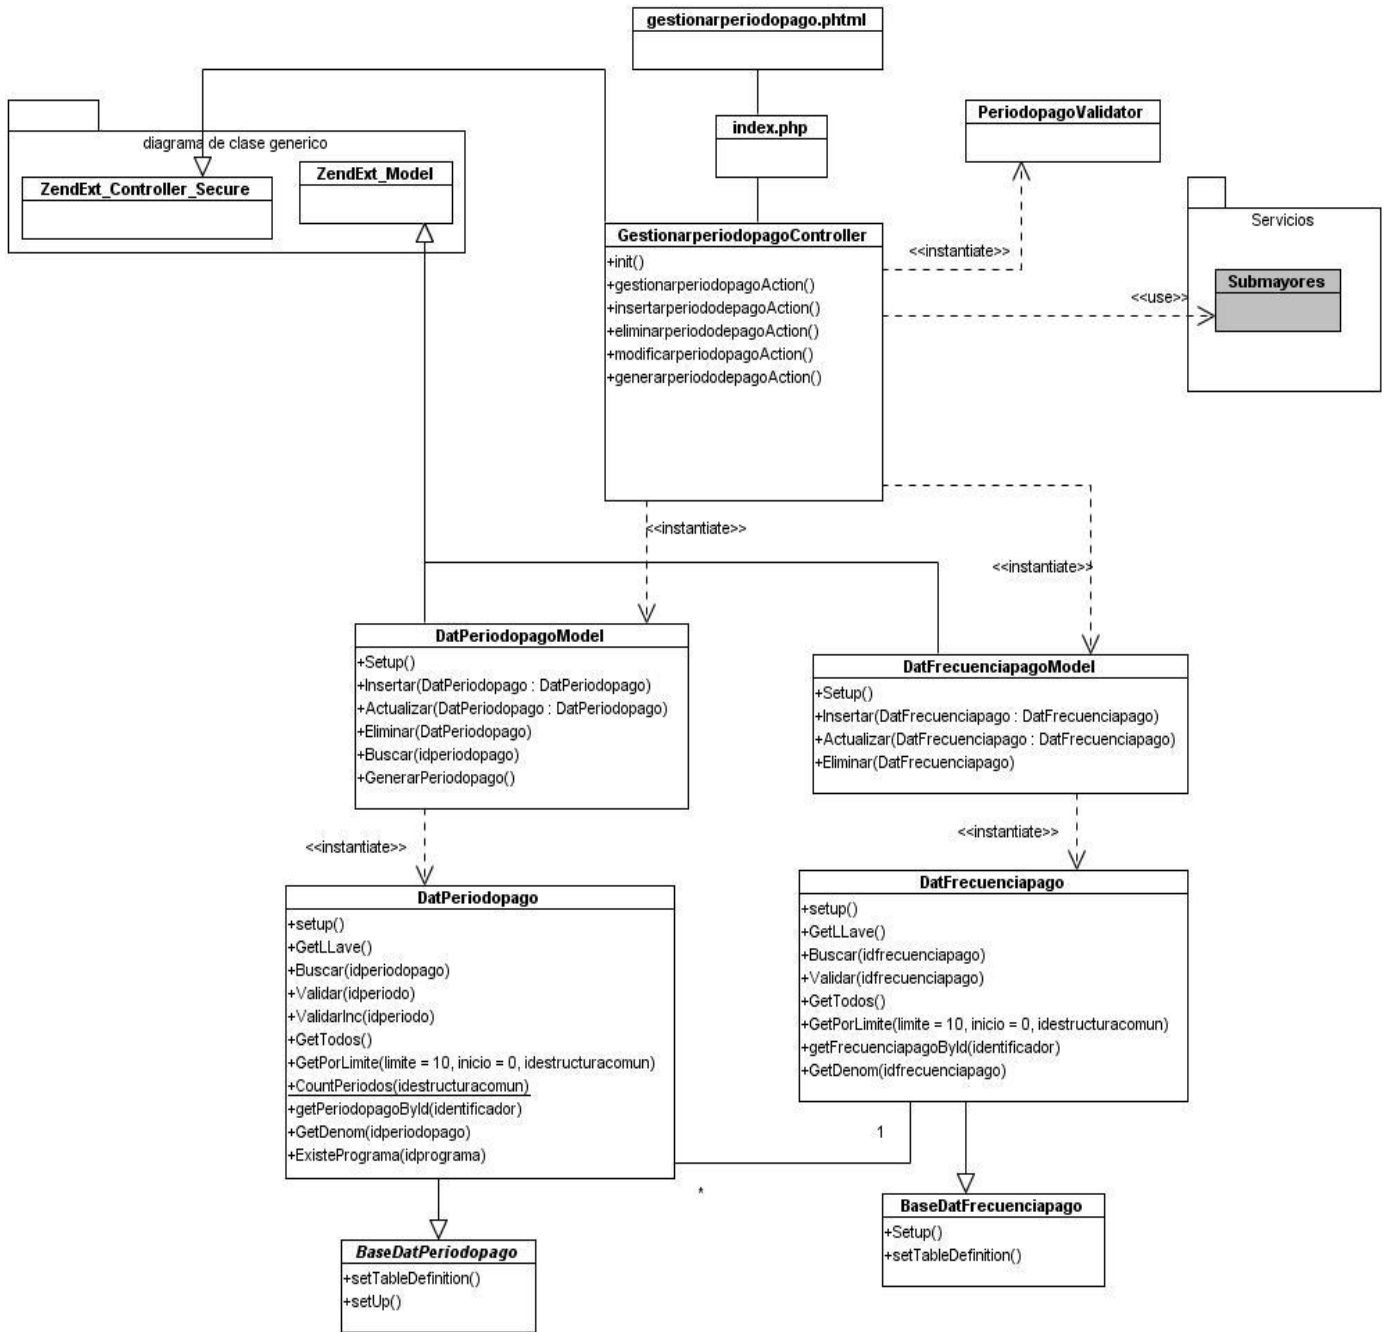 gestionarperiodopago.phtml
index.php
PeriodopagoValidator
diagrama de clase generico
ZendExt_Controller_Secure
ZendExt_Model
Servicios
Submayores
GestionarperiodopagoController
+init()
+gestionarperiodopagoAction()
+insertarperiododepagoAction()
+eliminarperiododepagoAction()
+modificarperiodopagoAction()
+generarperiododepagoAction()
<<instantiate>>
<<use>>
<<instantiate>>
<<instantiate>>
DatPeriodopagoModel
+Setup()
+Insertar(DatPeriodopago : DatPeriodopago)
+Actualizar(DatPeriodopago : DatPeriodopago)
+Eliminar(DatPeriodopago)
+Buscar(idperiodopago)
+GenerarPeriodopago()
DatFrecuenciapagoModel
+Setup()
+Insertar(DatFrecuenciapago : DatFrecuenciapago)
+Actualizar(DatFrecuenciapago : DatFrecuenciapago)
+Eliminar(DatFrecuenciapago)
<<instantiate>>
<<instantiate>>
DatPeriodopago
+setup()
+GetLLave()
+Buscar(idperiodopago)
+Validar(idperiodo)
+ValidarInc(idperiodo)
+GetTodos()
+GetPorLimite(limite = 10, inicio = 0, idestructuracomun)
+CountPeriodos(idestructuracomun)
+getPeriodopagoById(identificador)
+GetDenom(idperiodopago)
+ExistePrograma(idprograma)
DatFrecuenciapago
+setup()
+GetLLave()
+Buscar(idfrecuenciapago)
+Validar(idfrecuenciapago)
+GetTodos()
+GetPorLimite(limite = 10, inicio = 0, idestructuracomun)
+getFrecuenciapagoById(identificador)
+GetDenom(idfrecuenciapago)
1
*
BaseDatPeriodopago
+setTableDefinition()
+setUp()
BaseDatFrecuenciapago
+Setup()
+setTableDefinition()